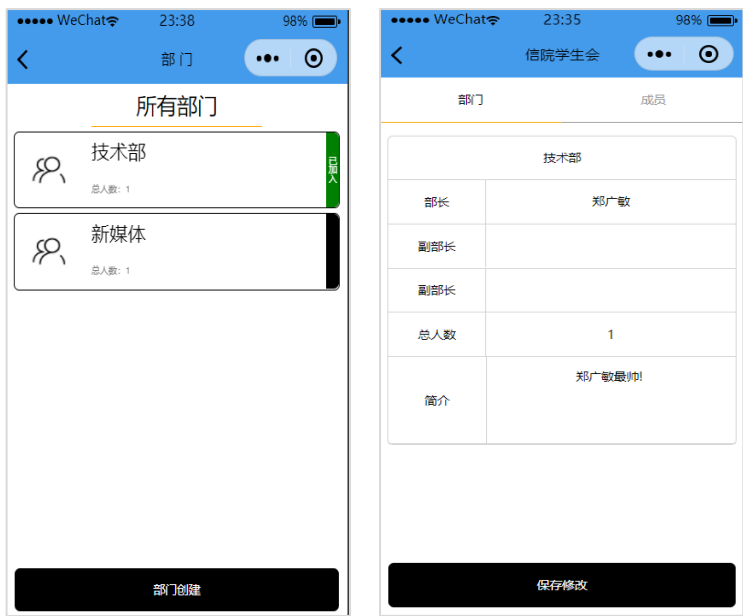 WeChat 23:38 98%
部门
所有部门
技术部
总人数: 1
已加入
新媒体
总人数: 1
部门创建
WeChat 23:35 98%
信院学生会
部门 成员
技术部
部长 郑广敏
副部长
副部长
总人数 1
简介 郑广敏最帅!
保存修改